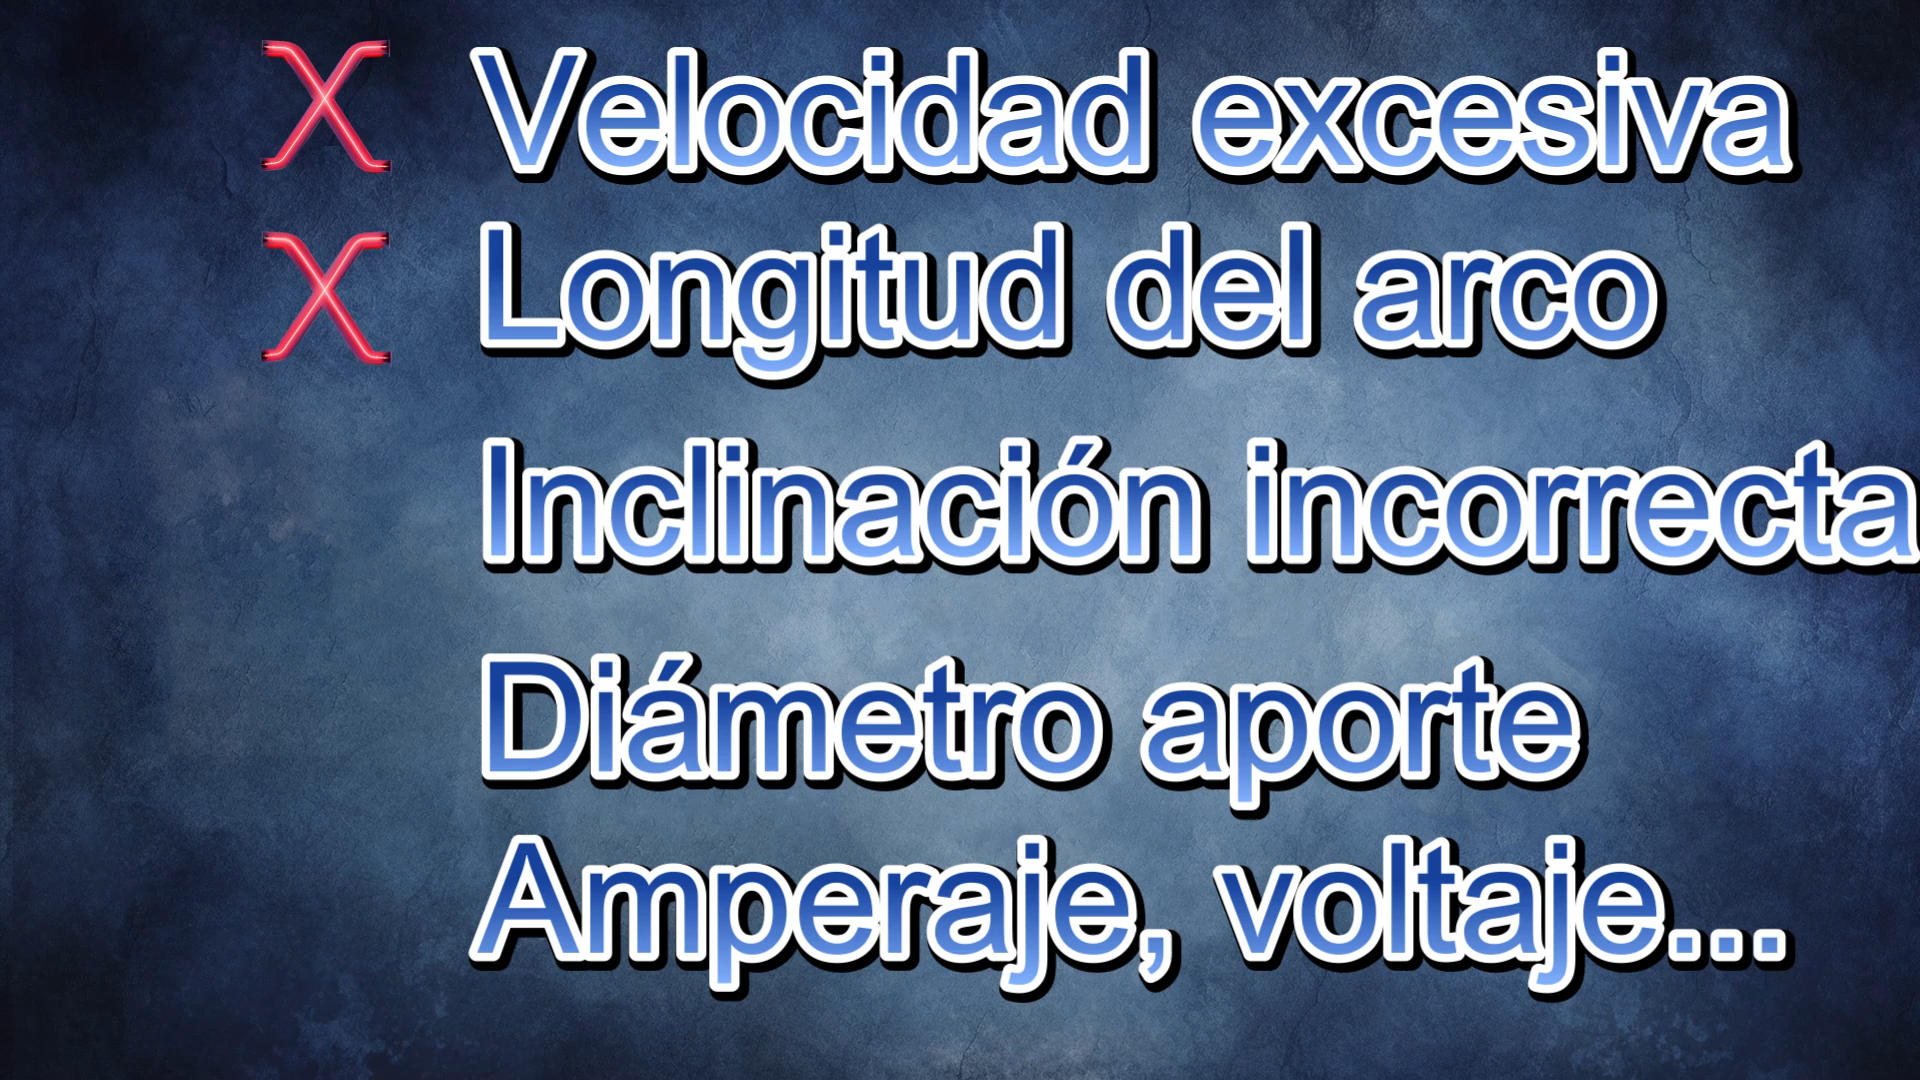 X Velocidad excesiva
X Longitud del arco
Inclinación incorrecta
Diámetro aporte
Amperaje, voltaje...